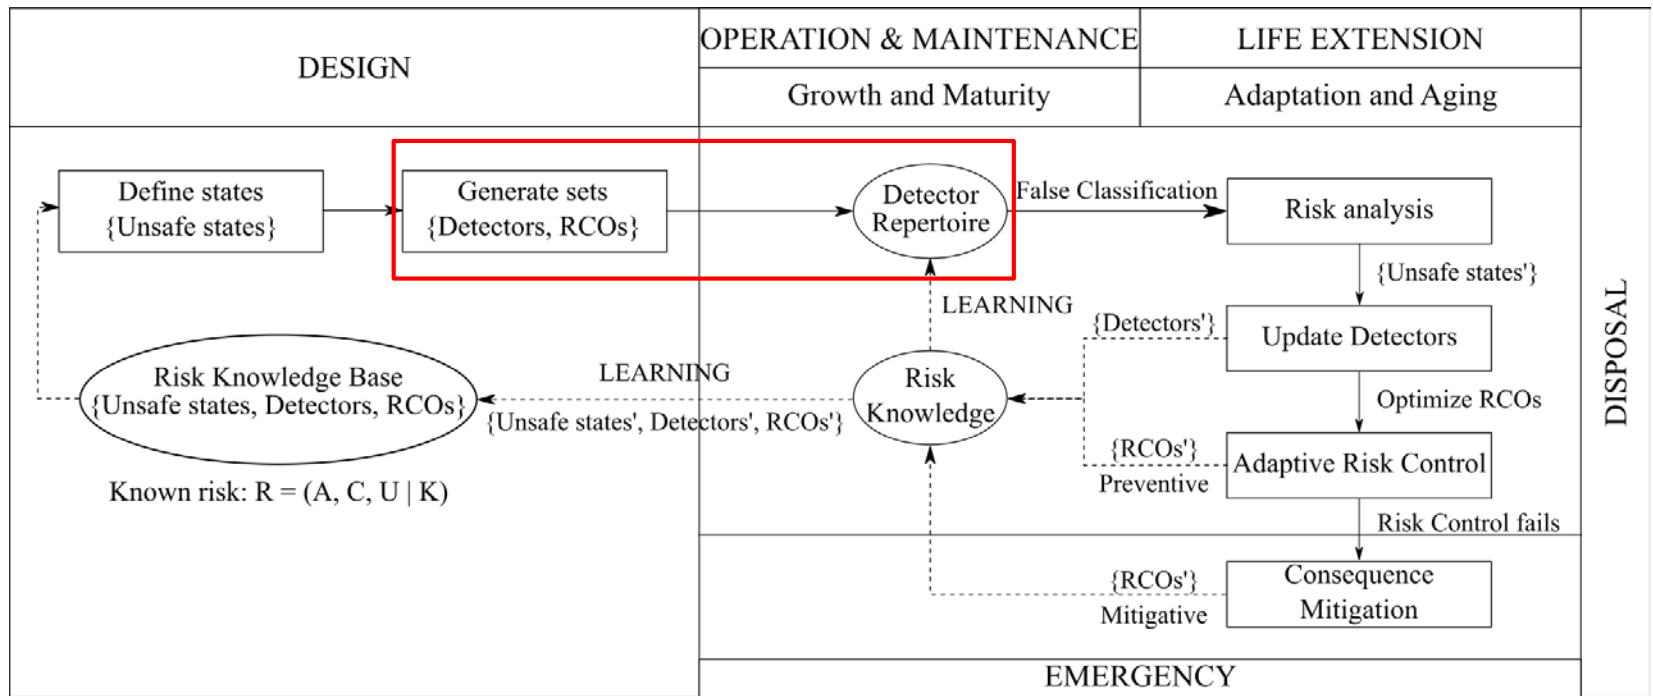 DESIGN
OPERATION & MAINTENANCE
LIFE EXTENSION
Growth and Maturity
Adaptation and Aging
Define states
{Unsafe states}
Generate sets
{Detectors, RCOs}
Detector
Repertoire
False Classification
Risk analysis
{Unsafe states'}
LEARNING
{Detectors'}
Update Detectors
DISPOSAL
Risk Knowledge Base
{Unsafe states, Detectors, RCOs}
LEARNING
{Unsafe states', Detectors', RCOs'}
Risk
Knowledge
Optimize RCOs
{RCOs'}
Preventive
Adaptive Risk Control
Known risk: R = (A, C, U | K)
Risk Control fails
{RCOs'}
Mitigative
Consequence
Mitigation
EMERGENCY